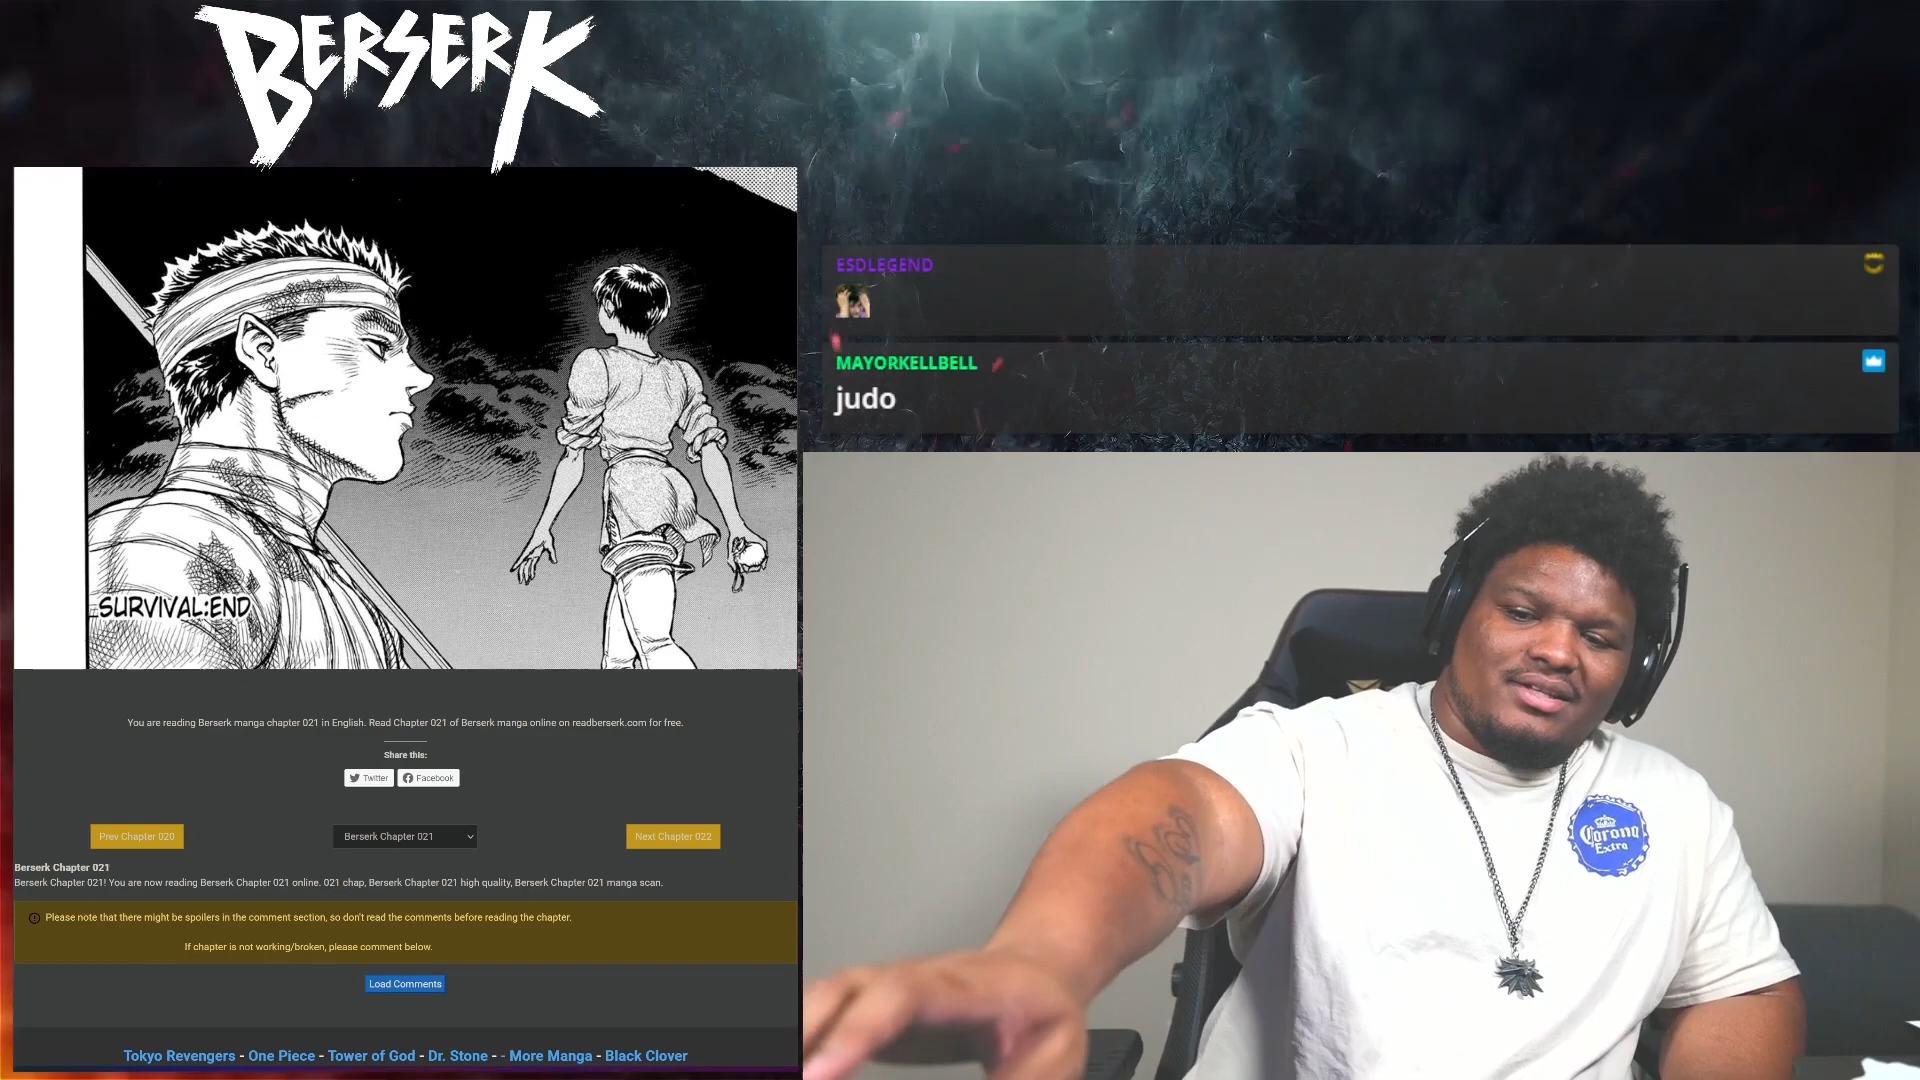 BERSERK
SURVIVAL:END
You are reading Berserk manga chapter 021 in English. Read Chapter 021 of Berserk manga online on readberserk.com for free.
Share this:
Twitter Facebook
Prev Chapter 020 Berserk Chapter 021 Next Chapter 022
Berserk Chapter 021
Berserk Chapter 021! You are now reading Berserk Chapter 021 online. 021 chap, Berserk Chapter 021 high quality, Berserk Chapter 021 manga scan.
Please note that there might be spoilers in the comment section, so don't read the comments before reading the chapter.
If chapter is not working/broken, please comment below.
Load Comments
Tokyo Revengers - One Piece - Tower of God - Dr. Stone - - More Manga - Black Clover
ESDLEGEND
MAYORKELLBELL
judo
Corona
Extra